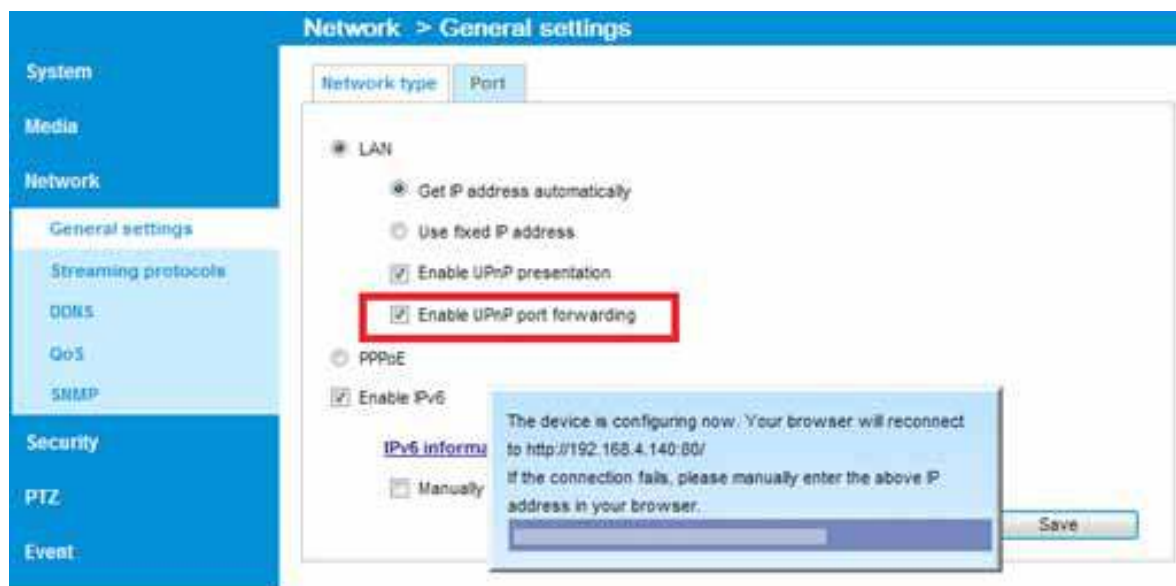 Network > General settings
System
Media
Network
General settings
Streaming protocols
DDNS
QoS
SNMP
Security
PTZ
Event
Network type
Port
LAN
Get IP address automatically
Use fixed IP address
Enable UPnP presentation
Enable UPnP port forwarding
PPPoE
Enable IPv6
IPv6 informa
Manually
The device is configuring now. Your browser will reconnect
to http://192.168.4.140:80/
If the connection fails, please manually enter the above IP
address in your browser.
Save